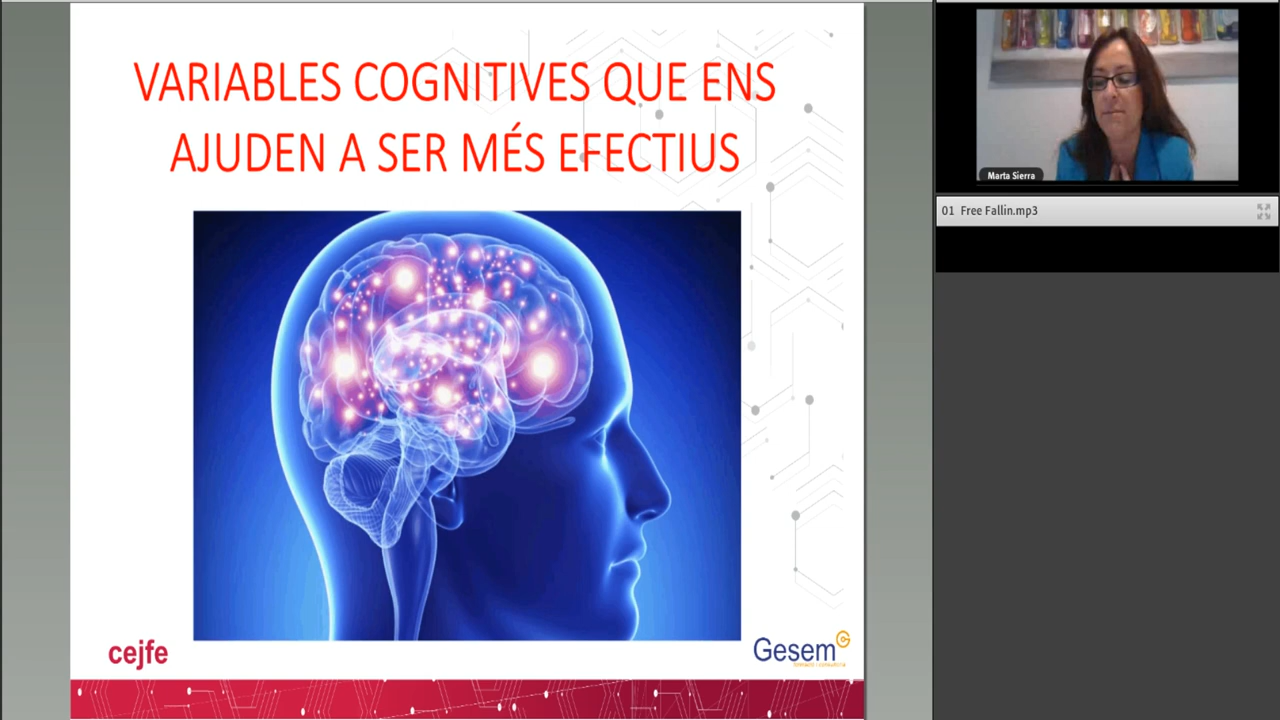 VARIABLES COGNITIVES QUE ENS
AJUDEN A SER MÉS EFECTIUS
cejfe
Gesem
Marta Sierra
01 Free Fallin.mp3